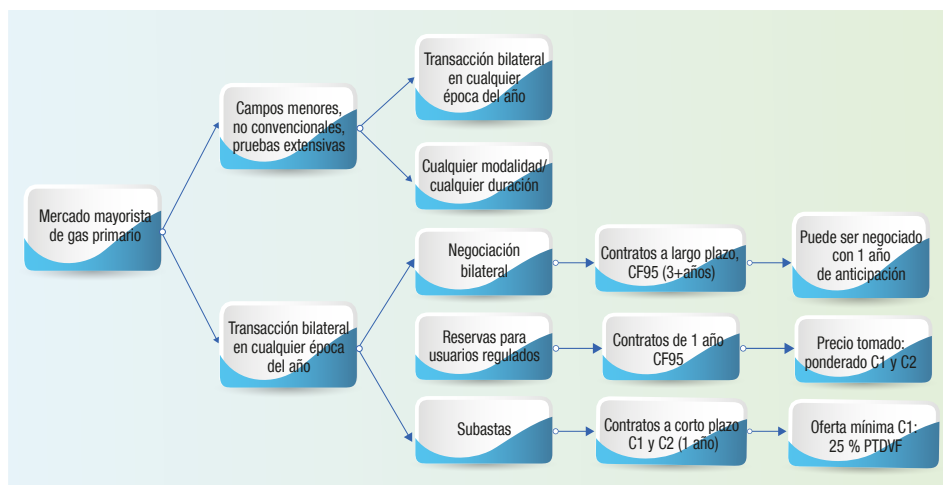 Mercado mayorista
de gas primario
Campos menores,
no convencionales,
pruebas extensivas
Transacción bilateral
en cualquier
época del año
Cualquier modalidad/
cualquier duración
Transacción bilateral
en cualquier época
del año
Negociación
bilateral
Contratos a largo plazo,
CF95 (3+años)
Puede ser negociado
con 1 año
de anticipación
Reservas para
usuarios regulados
Contratos de 1 año
CF95
Precio tomado:
ponderado C1 y C2
Subastas
Contratos a corto plazo
C1 y C2 (1 año)
Oferta mínima C1:
25 % PTDVF